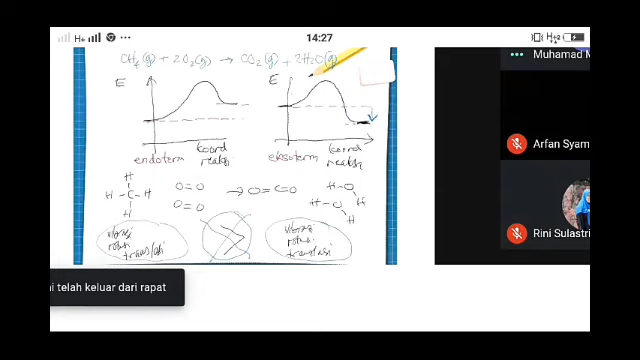 14:27
CH₄(g) + 2O₂(g) → CO₂(g) + 2H₂O(g)
E
E
endoterm
koord
reaksi
eksoterm
koord
reaksi
H
H-C-H
H
O=O
O=O
→ O=C=O
H-O
H
H-O
H
vibrasi
rotasi
translasi
>
vibrasi
rotasi
translasi
ni telah keluar dari rapat
Muhamad M
Arfan Syam
Rini Sulastri